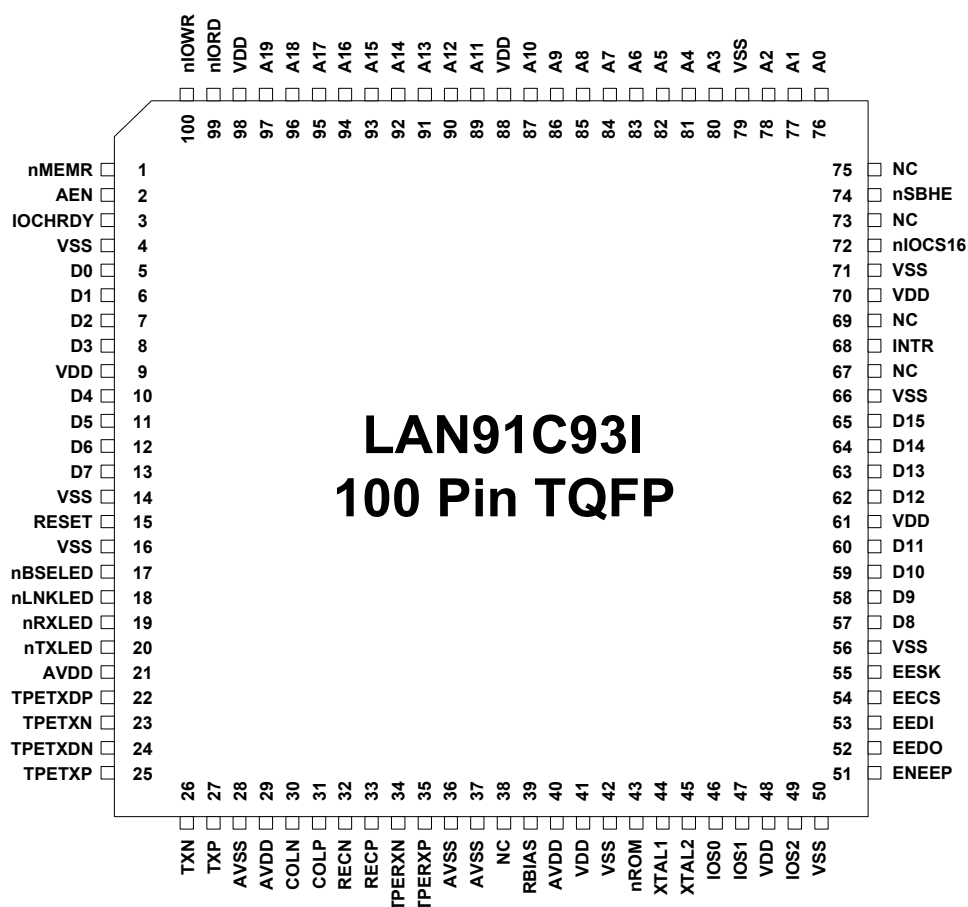 nIOWR nIORD VDD A19 A18 A17 A16 A15 A14 A13 A12 A11 VDD A10 A9 A8 A7 A6 A5 A4 A3 VSS A2 A1 A0
100 99 98 97 96 95 94 93 92 91 90 89 88 87 86 85 84 83 82 81 80 79 78 77 76
nMEMR 1 75 NC
AEN 2 74 nSBHE
IOCHRDY 3 73 NC
VSS 4 72 nIOCS16
D0 5 71 VSS
D1 6 70 VDD
D2 7 69 NC
D3 8 68 INTR
VDD 9 67 NC
D4 10 66 VSS
D5 11 65 D15
D6 12 64 D14
D7 13 63 D13
VSS 14 62 D12
RESET 15 61 VDD
VSS 16 60 D11
nBSELED 17 59 D10
nLNKLED 18 58 D9
nRXLED 19 57 D8
nTXLED 20 56 VSS
AVDD 21 55 EESK
TPETXDP 22 54 EECS
TPETXN 23 53 EEDI
TPETXDN 24 52 EEDO
TPETXP 25 51 ENEEP
LAN91C93I
100 Pin TQFP
26 27 28 29 30 31 32 33 34 35 36 37 38 39 40 41 42 43 44 45 46 47 48 49 50
TXN TXP AVSS AVDD COLN COLP RECN RECP TPERXN TPERXP AVSS AVSS NC RBIAS AVDD VDD VSS nROM XTAL1 XTAL2 IOS0 IOS1 VDD IOS2 VSS